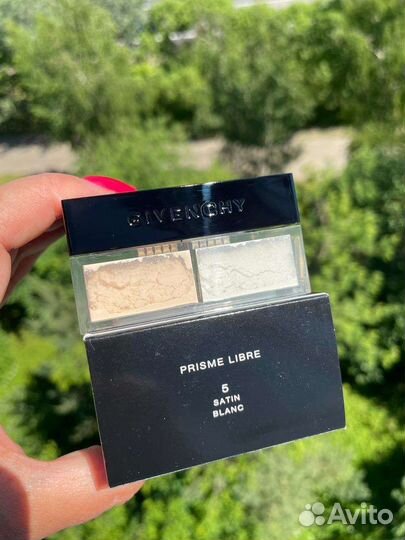 GIVENCHY
PRISME LIBRE
5
SATIN
BLANC
Avito